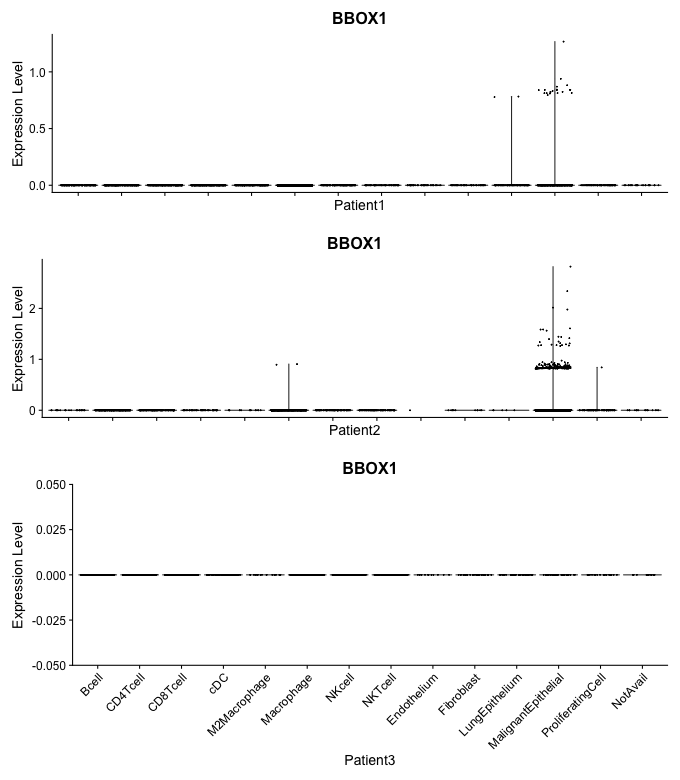 BBOX1
Expression Level
1.0
0.5
0.0
Patient1
BBOX1
Expression Level
2
1
0
Patient2
BBOX1
Expression Level
0.050
0.025
0.000
-0.025
-0.050
Bcell
CD4Tcell
CD8Tcell
cDC
M2Macrophage
Macrophage
NKcell
NKTcell
Endothelium
Fibroblast
LungEpithelium
MalignantEpithelial
ProliferatingCell
NotAvail
Patient3